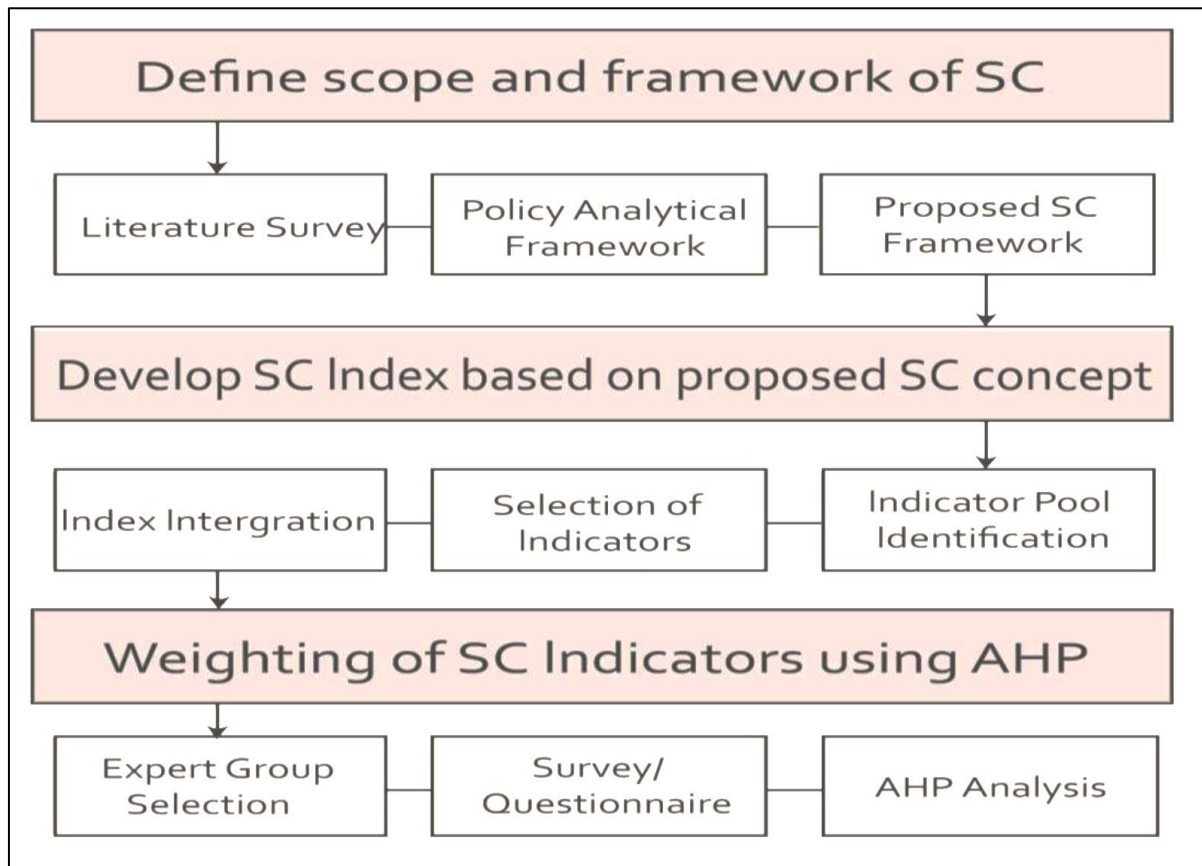 Define scope and framework of SC
Literature Survey
Policy Analytical
Framework
Proposed SC
Framework
Develop SC Index based on proposed SC concept
Index Intergration
Selection of
Indicators
Indicator Pool
Identification
Weighting of SC Indicators using AHP
Expert Group
Selection
Survey/
Questionnaire
AHP Analysis